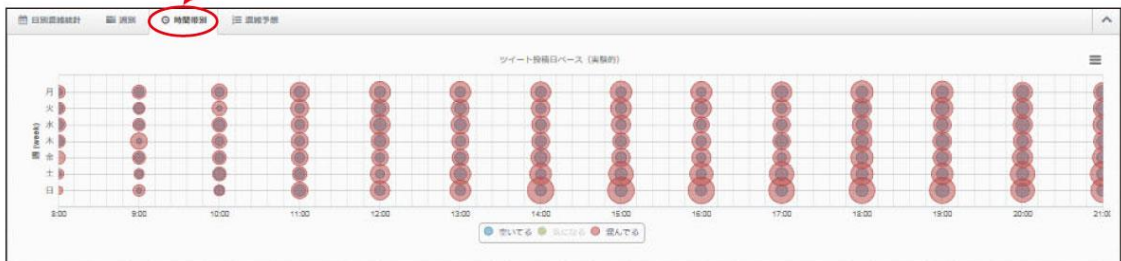 日別混雑統計 週別 時間帯別 混雑予想
ツイート投稿日ベース (実験的)
週 (week)
月
火
水
木
金
土
日
8:00 9:00 10:00 11:00 12:00 13:00 14:00 15:00 16:00 17:00 18:00 19:00 20:00 21:00
空いてる 気になる 混んでる